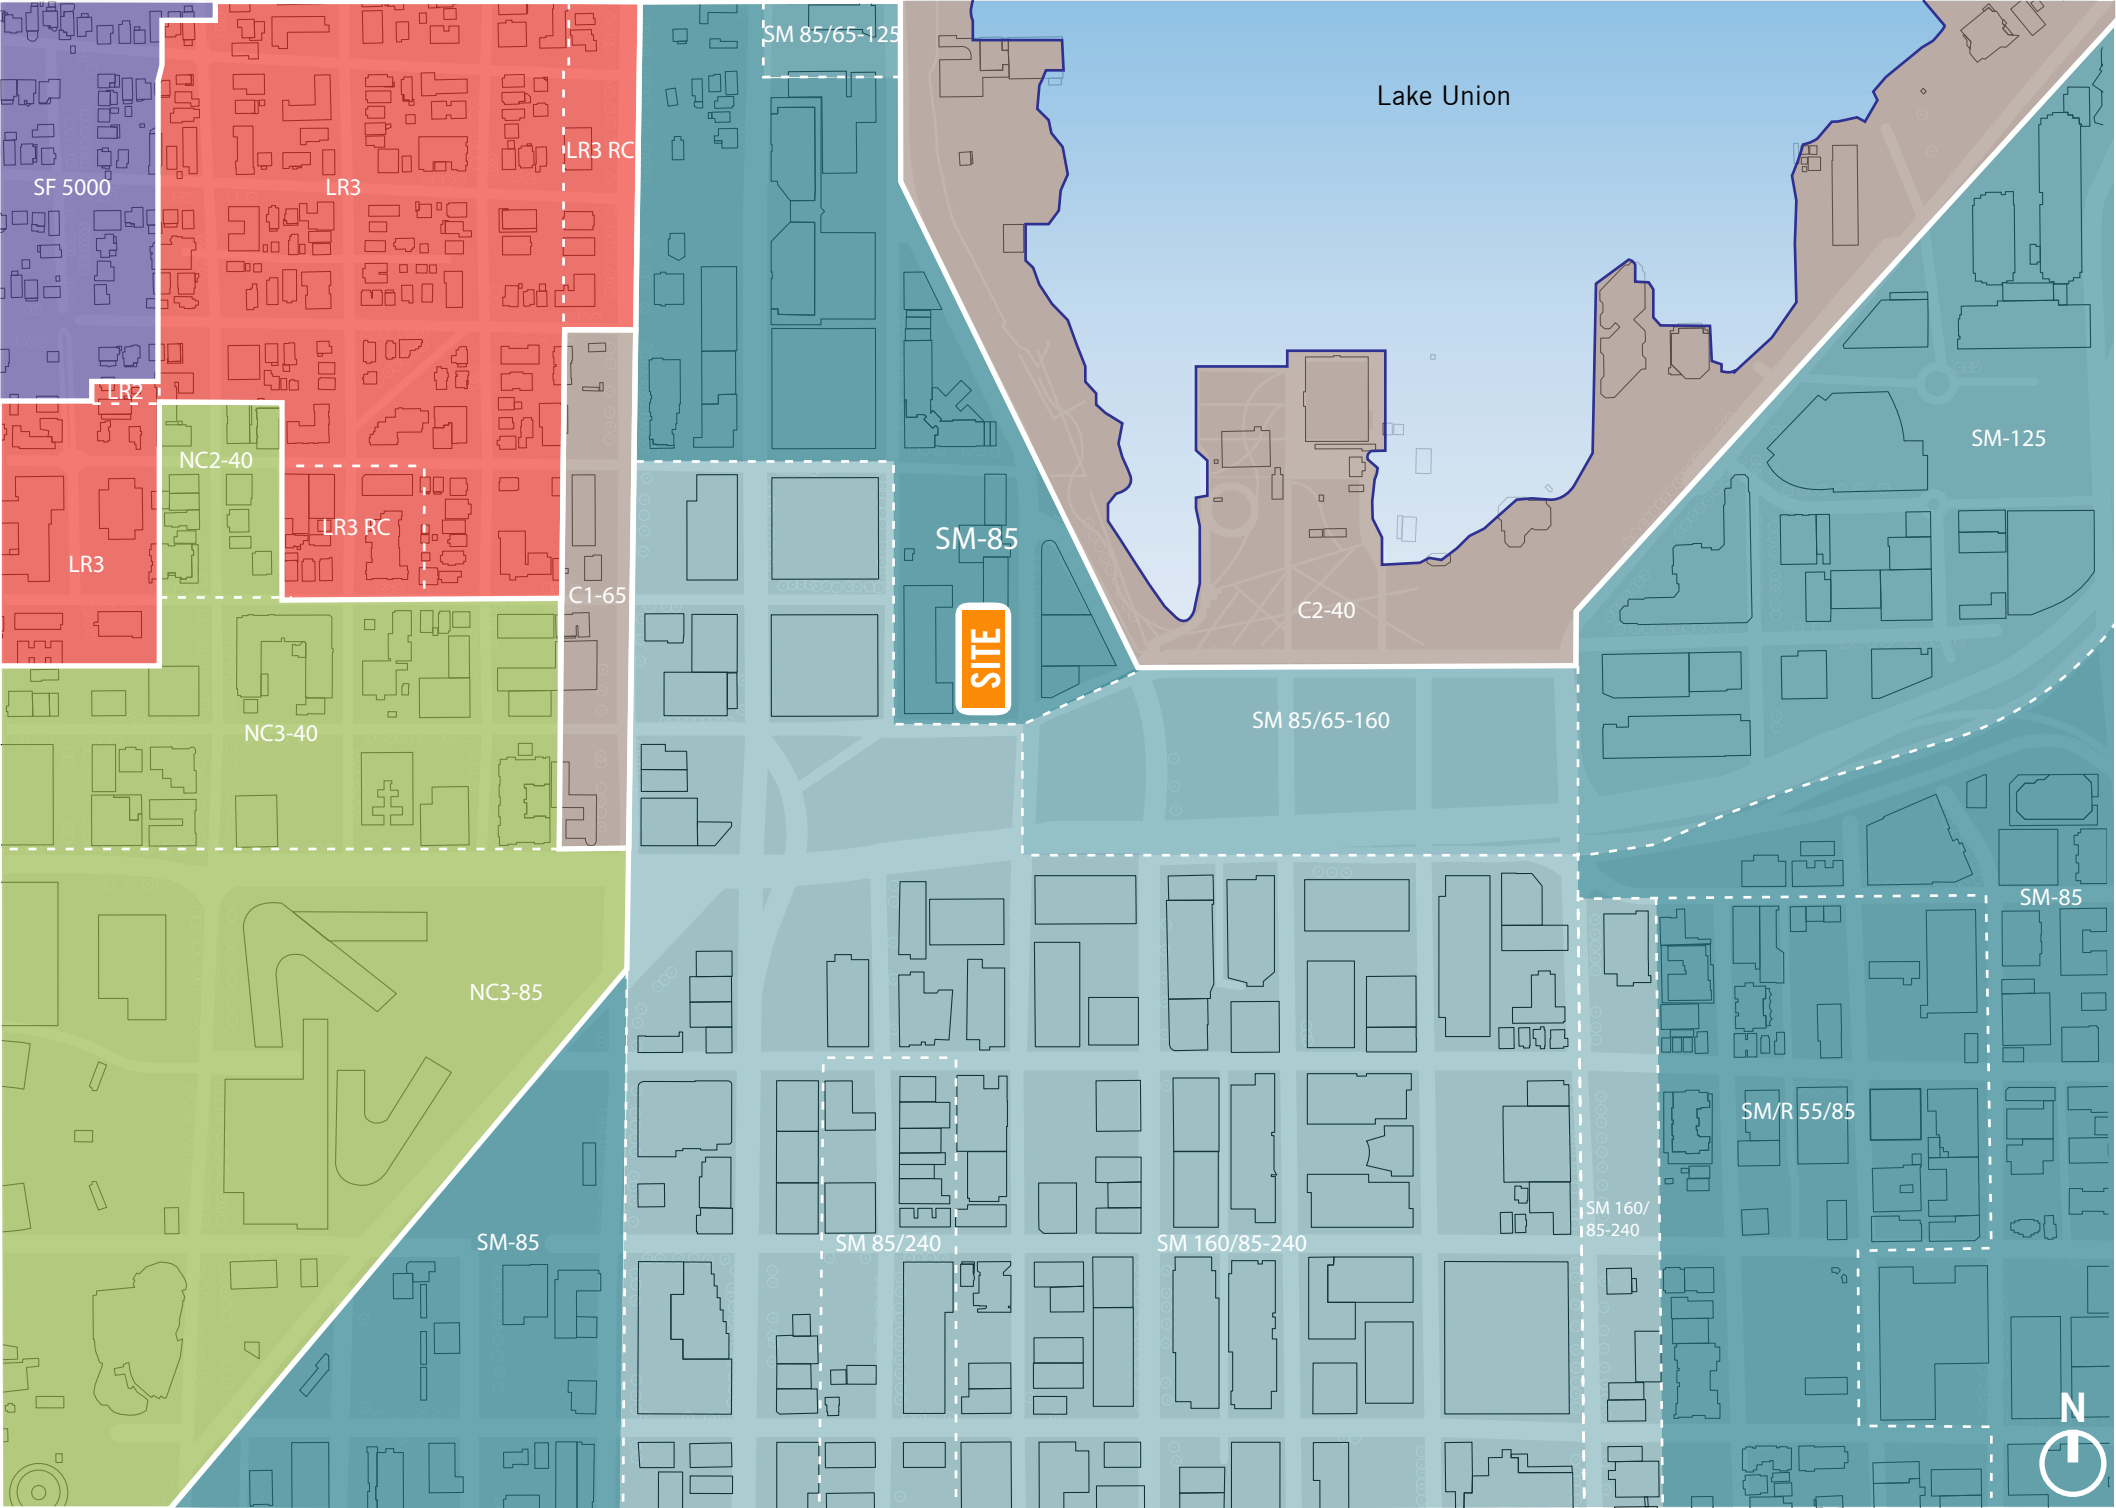 SM 85/65-125
Lake Union
LR3 RC
SF 5000
LR3
LR2
SM-125
NC2-40
LR3 RC
SM-85
LR3
C1-65
C2-40
SITE
SM 85/65-160
NC3-40
SM-85
NC3-85
SM/R 55/85
SM 160/
85-240
SM-85
SM 85/240
SM 160/85-240
N